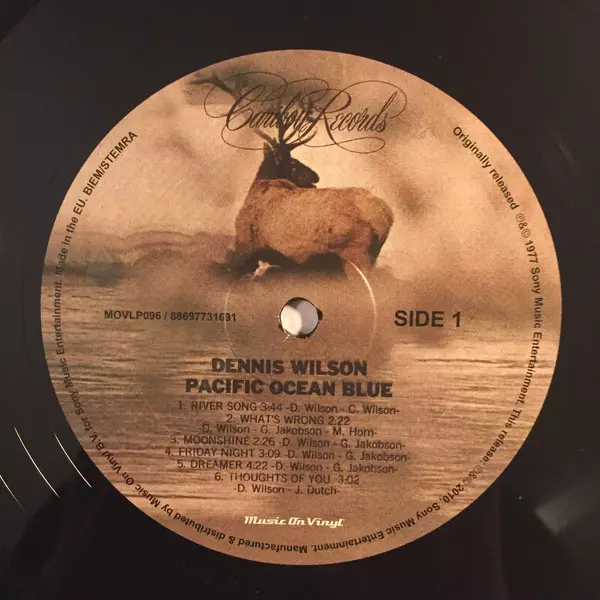 Caribou Records
Originally released ℗&© 1977 Sony Music Entertainment. This release ℗&© 2010, Sony Music Entertainment. Manufactured & distributed by Music On Vinyl B.V. for Sony Music Entertainment. Made in the EU. BIEM/STEMRA
MOVLP096 / 88697731691
SIDE 1
DENNIS WILSON
PACIFIC OCEAN BLUE
1. RIVER SONG 3:44 -D. Wilson - C. Wilson-
2. WHAT'S WRONG 2:22
-D. Wilson - G. Jakobson - M. Horn-
3. MOONSHINE 2:26 -D. Wilson - G. Jakobson-
4. FRIDAY NIGHT 3:09 -D. Wilson - G. Jakobson-
5. DREAMER 4:22 -D. Wilson - G. Jakobson-
6. THOUGHTS OF YOU 3:02
-D. Wilson - J. Dutch-
Music On Vinyl